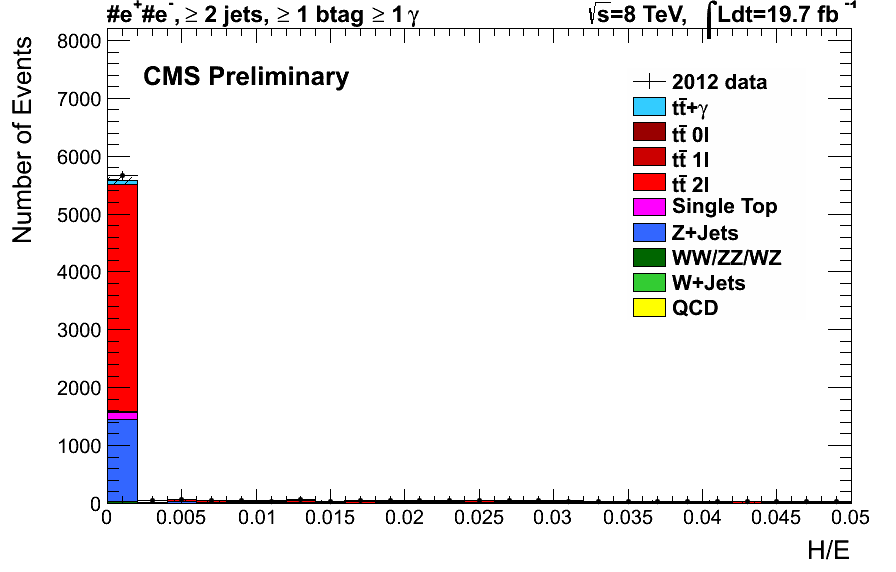 #e⁺#e⁻, ≥ 2 jets, ≥ 1 btag ≥ 1 γ
√s=8 TeV, ∫Ldt=19.7 fb⁻¹
CMS Preliminary
2012 data
tt̄+γ
tt̄ 0l
tt̄ 1l
tt̄ 2l
Single Top
Z+Jets
WW/ZZ/WZ
W+Jets
QCD
Number of Events
8000
7000
6000
5000
4000
3000
2000
1000
0
0 0.005 0.01 0.015 0.02 0.025 0.03 0.035 0.04 0.045 0.05
H/E